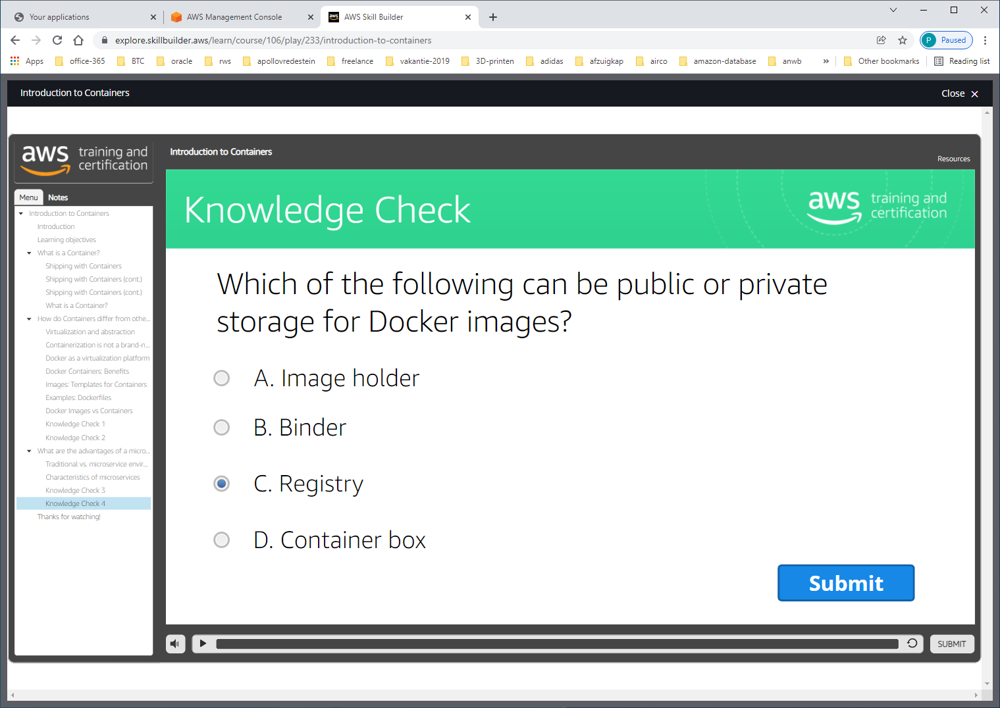 Your applications
AWS Management Console
aws
AWS Skill Builder
explore.skillbuilder.aws/learn/course/106/play/233/introduction-to-containers
P
Paused
Apps
office-365
BTC
oracle
rws
apollovredestein
freelance
vakantie-2019
3D-printen
adidas
afzuigkap
airco
amazon-database
anwb
»
Other bookmarks
Reading list
Introduction to Containers
Close
aws training and certification
Introduction to Containers
Resources
Menu
Notes
Introduction to Containers
Introduction
Learning objectives
What is a Container?
Shipping with Containers
Shipping with Containers (cont.)
Shipping with Containers (cont.)
What is a Container?
How do Containers differ from othe...
Virtualization and abstraction
Containerization is not a brand-n...
Docker as a virtualization platform
Docker Containers: Benefits
Images: Templates for Containers
Examples: Dockerfiles
Docker Images vs Containers
Knowledge Check 1
Knowledge Check 2
What are the advantages of a micro...
Traditional vs. microservice envir...
Characteristics of microservices
Knowledge Check 3
Knowledge Check 4
Thanks for watching!
Knowledge Check
aws training and certification
Which of the following can be public or private
storage for Docker images?
A. Image holder
B. Binder
C. Registry
D. Container box
Submit
SUBMIT